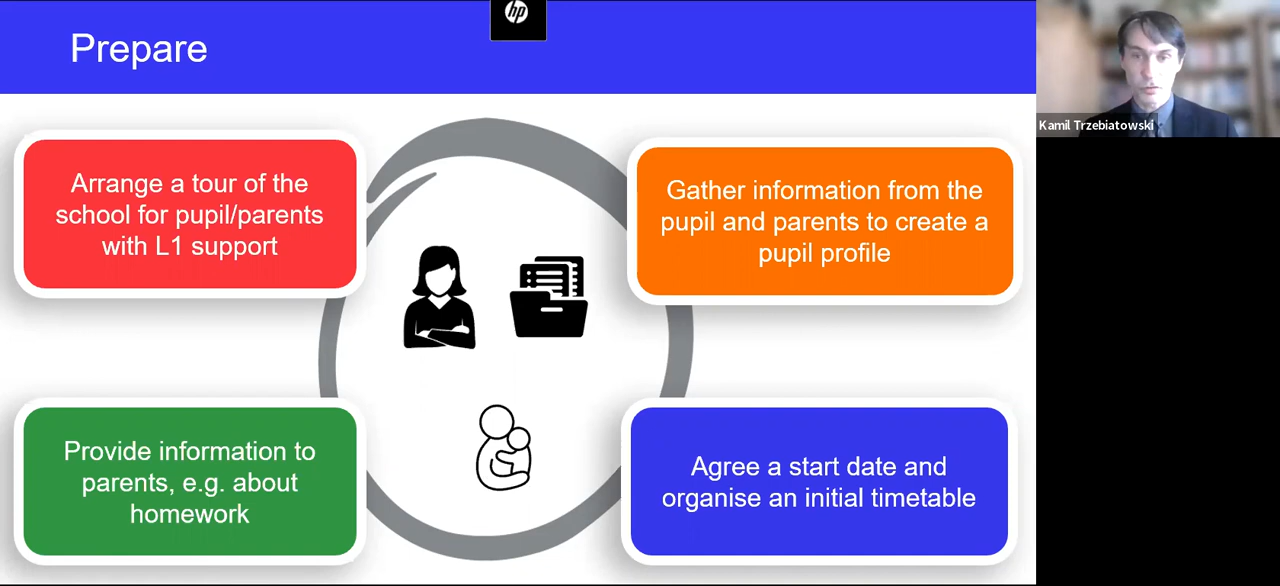 hp
Prepare
Kamil Trzebiatowski
Arrange a tour of the
school for pupil/parents
with L1 support
Gather information from the
pupil and parents to create a
pupil profile
Provide information to
parents, e.g. about
homework
Agree a start date and
organise an initial timetable